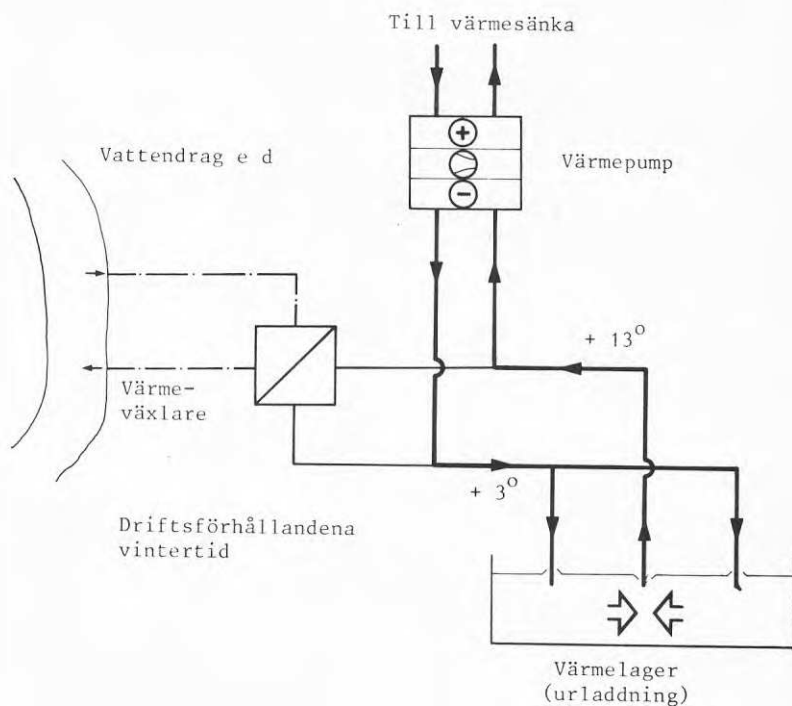 Till värmesänka
Vattendrag e d
Värmepump
+
−
+ 13°
Värme-
växlare
+ 3°
Driftsförhållandena
vintertid
Värmelager
(urladdning)